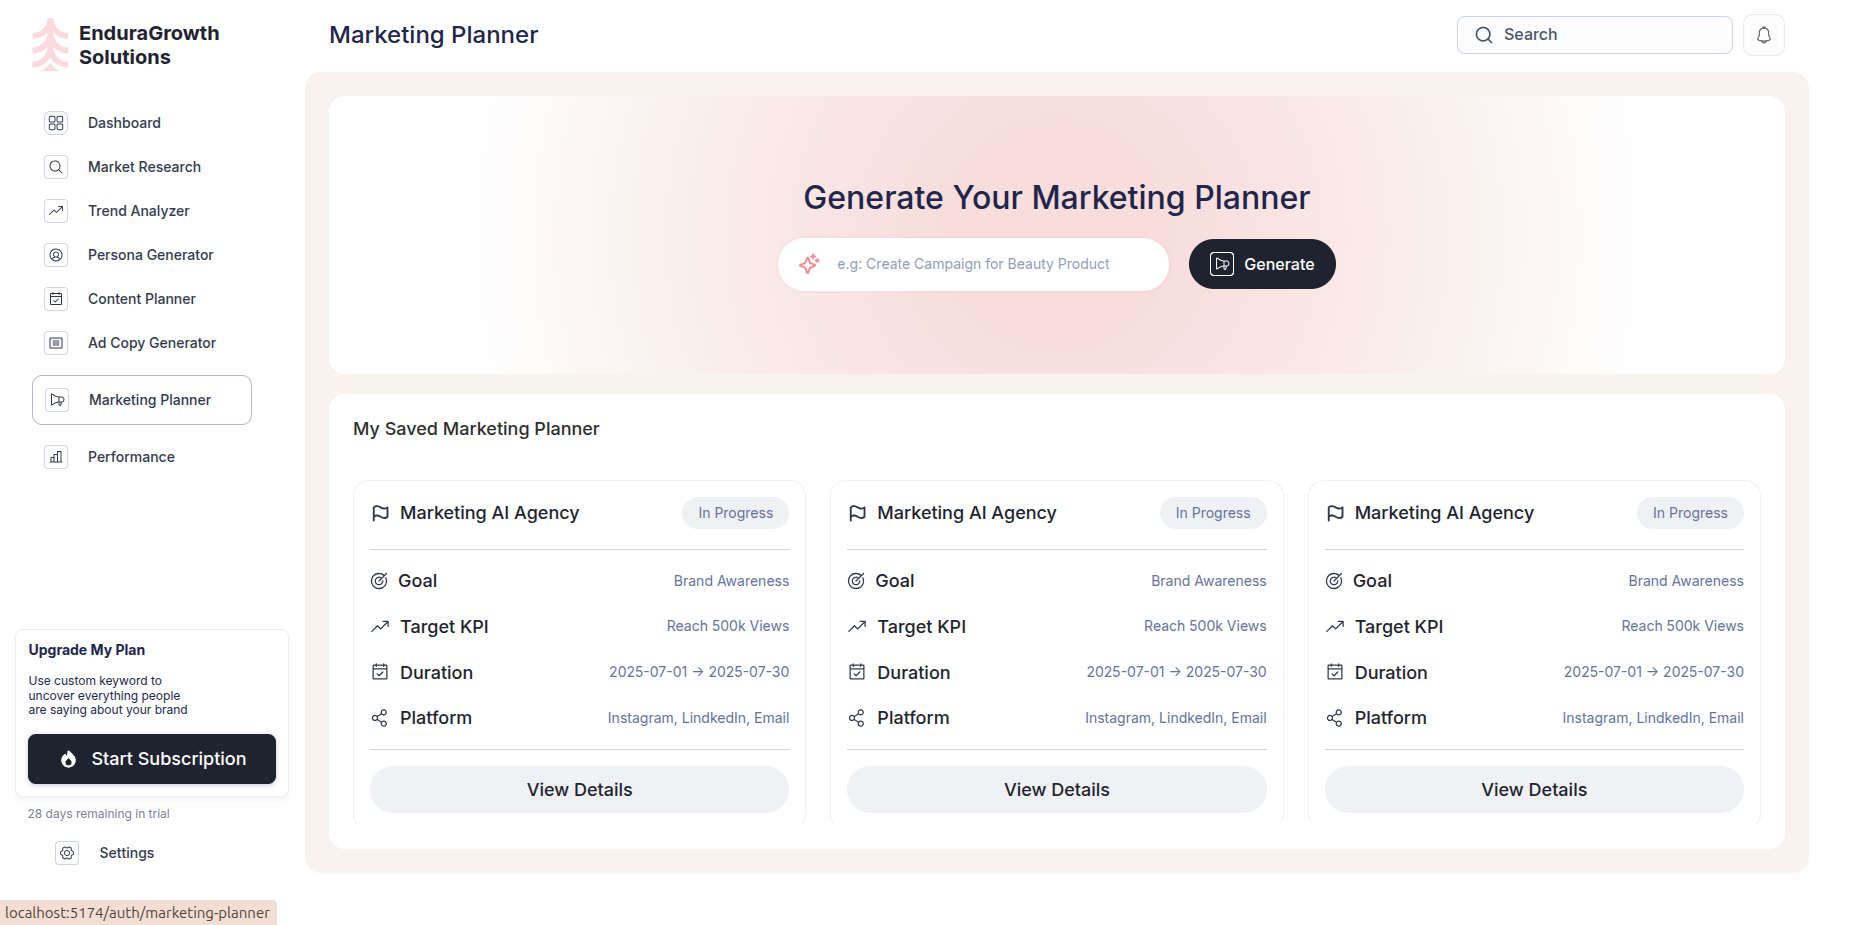 EnduraGrowth
Solutions
Marketing Planner
Search
Dashboard
Market Research
Trend Analyzer
Persona Generator
Content Planner
Ad Copy Generator
Marketing Planner
Performance
Upgrade My Plan
Use custom keyword to
uncover everything people
are saying about your brand
Start Subscription
28 days remaining in trial
Settings
Generate Your Marketing Planner
e.g: Create Campaign for Beauty Product
Generate
My Saved Marketing Planner
Marketing AI Agency
In Progress
Goal
Brand Awareness
Target KPI
Reach 500k Views
Duration
2025-07-01 → 2025-07-30
Platform
Instagram, LindkedIn, Email
View Details
Marketing AI Agency
In Progress
Goal
Brand Awareness
Target KPI
Reach 500k Views
Duration
2025-07-01 → 2025-07-30
Platform
Instagram, LindkedIn, Email
View Details
Marketing AI Agency
In Progress
Goal
Brand Awareness
Target KPI
Reach 500k Views
Duration
2025-07-01 → 2025-07-30
Platform
Instagram, LindkedIn, Email
View Details
localhost:5174/auth/marketing-planner